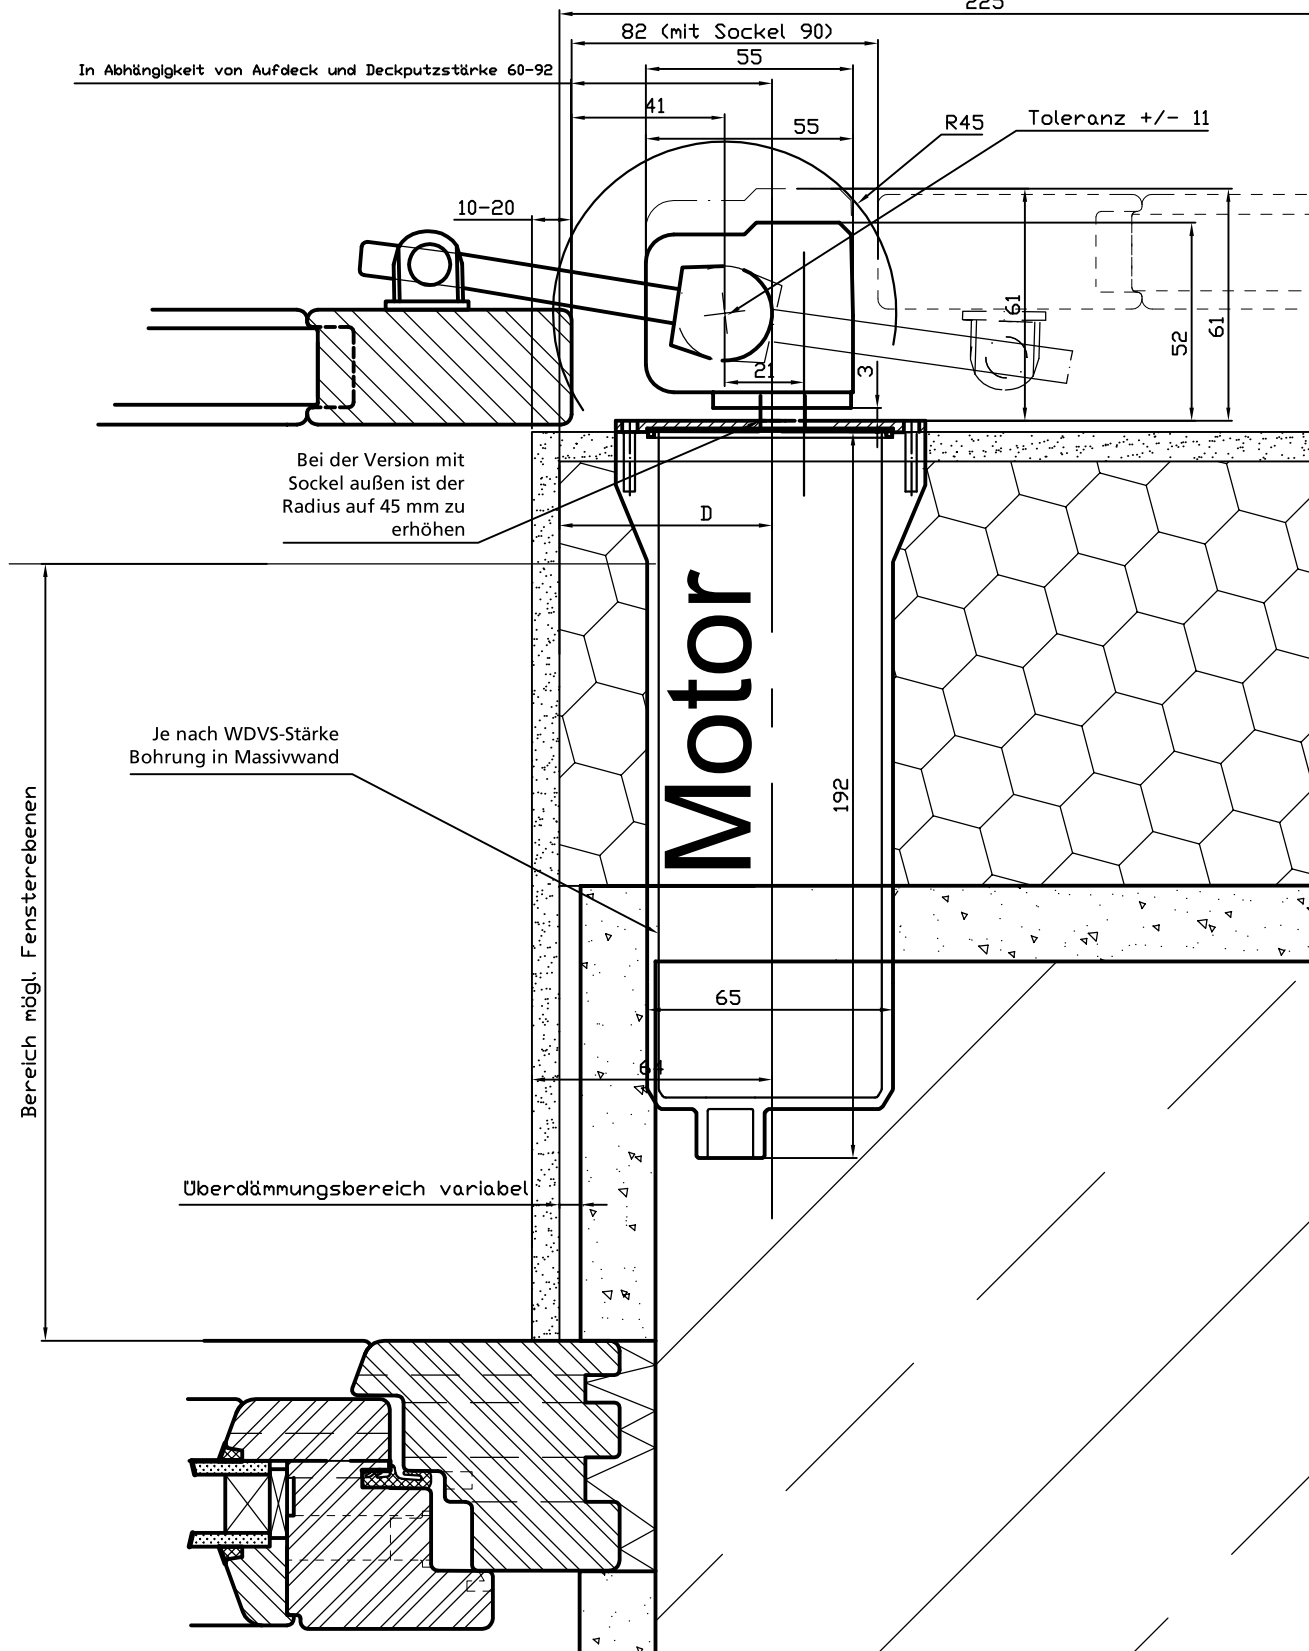 225
82 (mit Sockel 90)
55
In Abhängigkeit von Aufdeck und Deckputzstärke 60-92
41
55
R45
Toleranz +/- 11
10-20
61
52
61
21
3
Bei der Version mit
Sockel außen ist der
Radius auf 45 mm zu
erhöhen
D
Motor
Je nach WDVS-Stärke
Bohrung in Massivwand
192
Bereich mögl. Fensterebenen
65
64
Überdämmungsbereich variabel